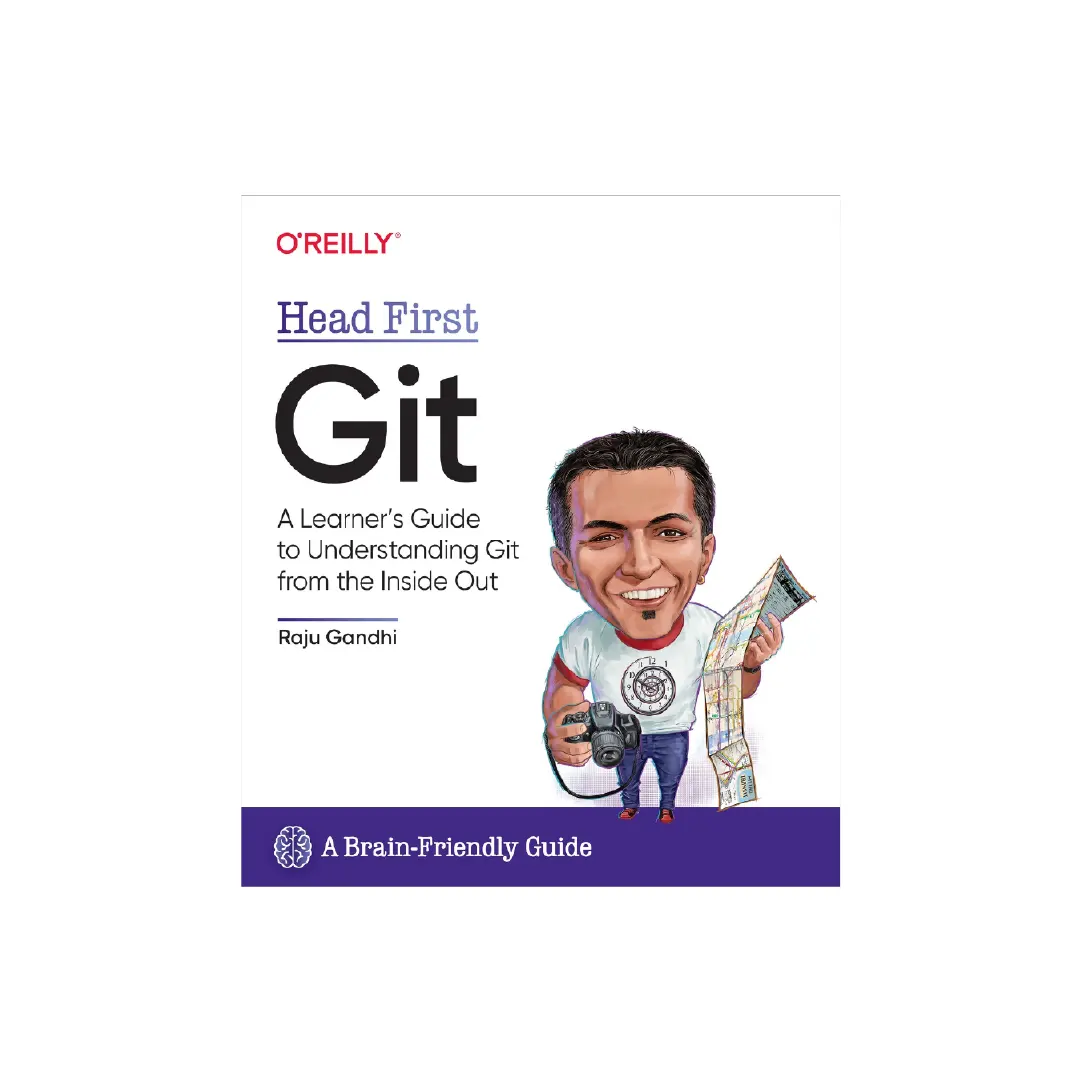 O'REILLY®
Head First
Git
A Learner's Guide
to Understanding Git
from the Inside Out
Raju Gandhi
A Brain-Friendly Guide